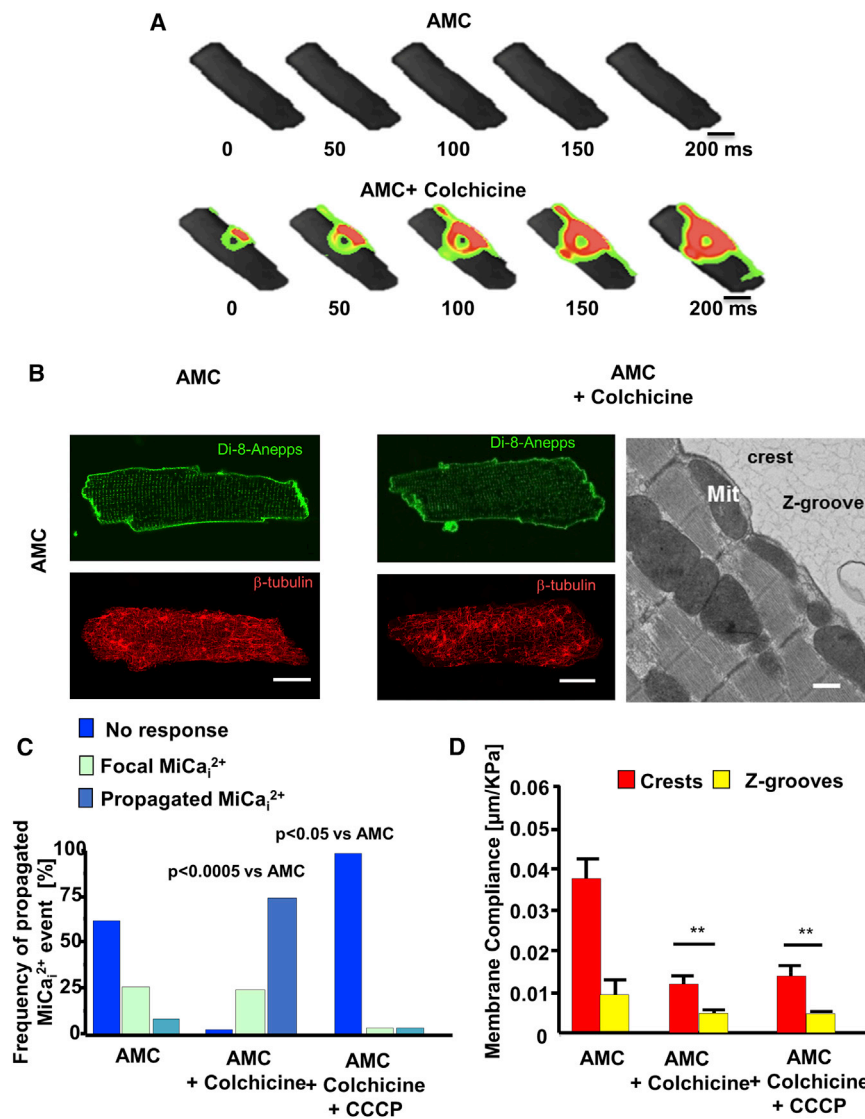 A
AMC
0 50 100 150 200 ms
AMC+ Colchicine
0 50 100 150 200 ms
B
AMC
AMC
+ Colchicine
AMC
Di-8-Anepps
Di-8-Anepps
β-tubulin
β-tubulin
crest
Mit
Z-groove
C
No response
Focal MiCaᵢ²⁺
Propagated MiCaᵢ²⁺
Frequency of propagated
MiCaᵢ²⁺ event [%]
100
75
50
25
0
p<0.0005 vs AMC
p<0.05 vs AMC
AMC
AMC
+ Colchicine
AMC
+ Colchicine
+ CCCP
D
Membrane Compliance [µm/KPa]
0.06
0.05
0.04
0.03
0.02
0.01
0
Crests
Z-grooves
**
**
AMC
AMC
+ Colchicine
AMC
+ Colchicine
+ CCCP